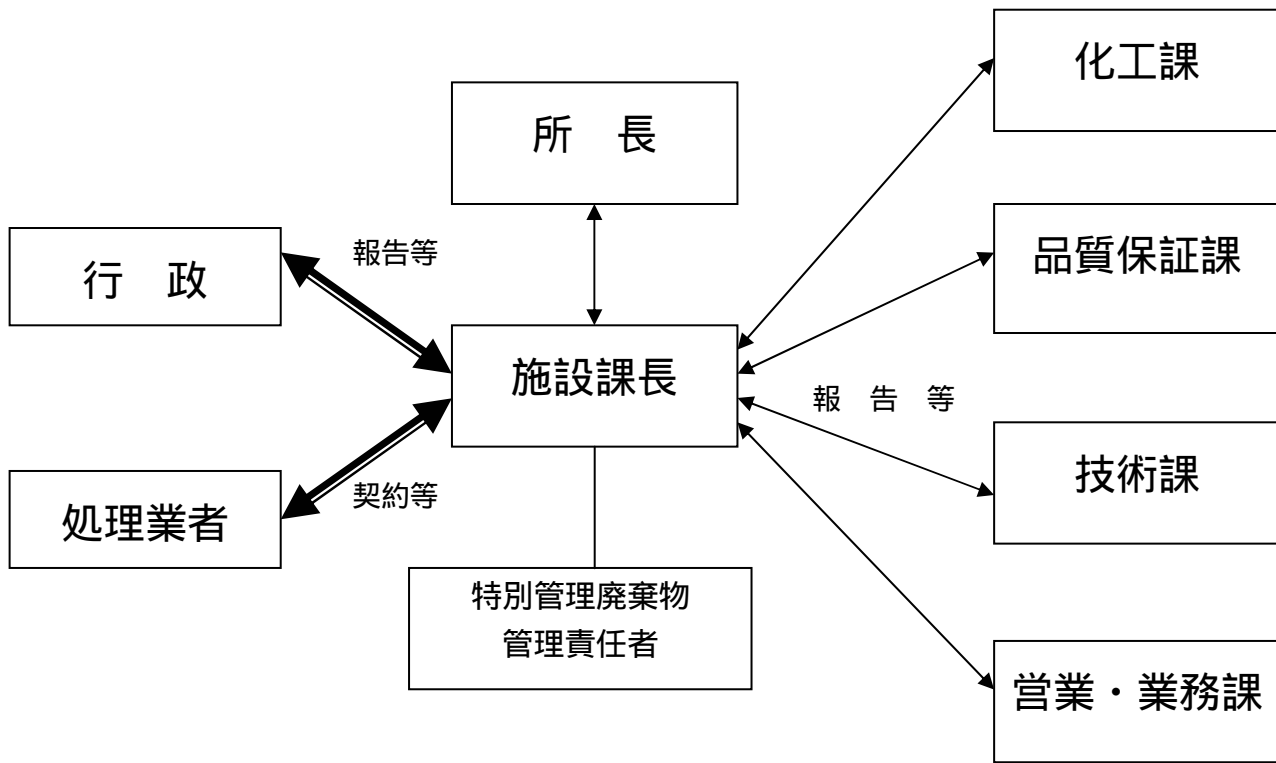 化工課
所　長
品質保証課
報告等
行　政
施設課長
報　告　等
技術課
契約等
処理業者
特別管理廃棄物
管理責任者
営業・業務課